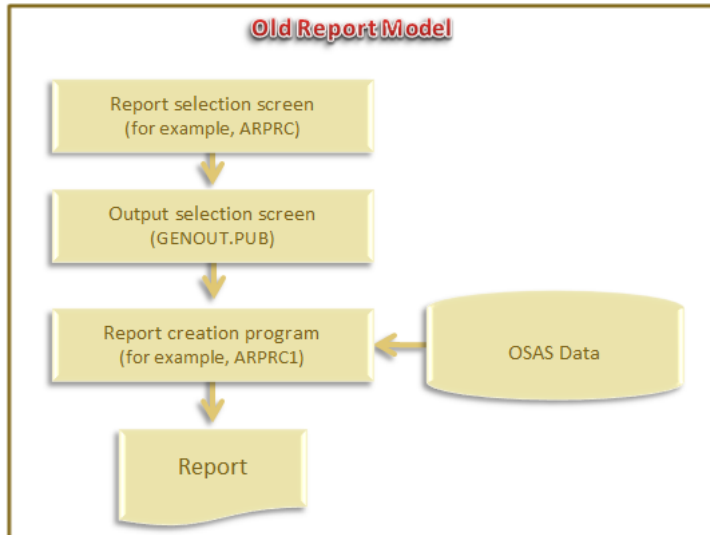 Old Report Model
Report selection screen
(for example, ARPRC)
Output selection screen
(GENOUT.PUB)
Report creation program
(for example, ARPRC1)
OSAS Data
Report